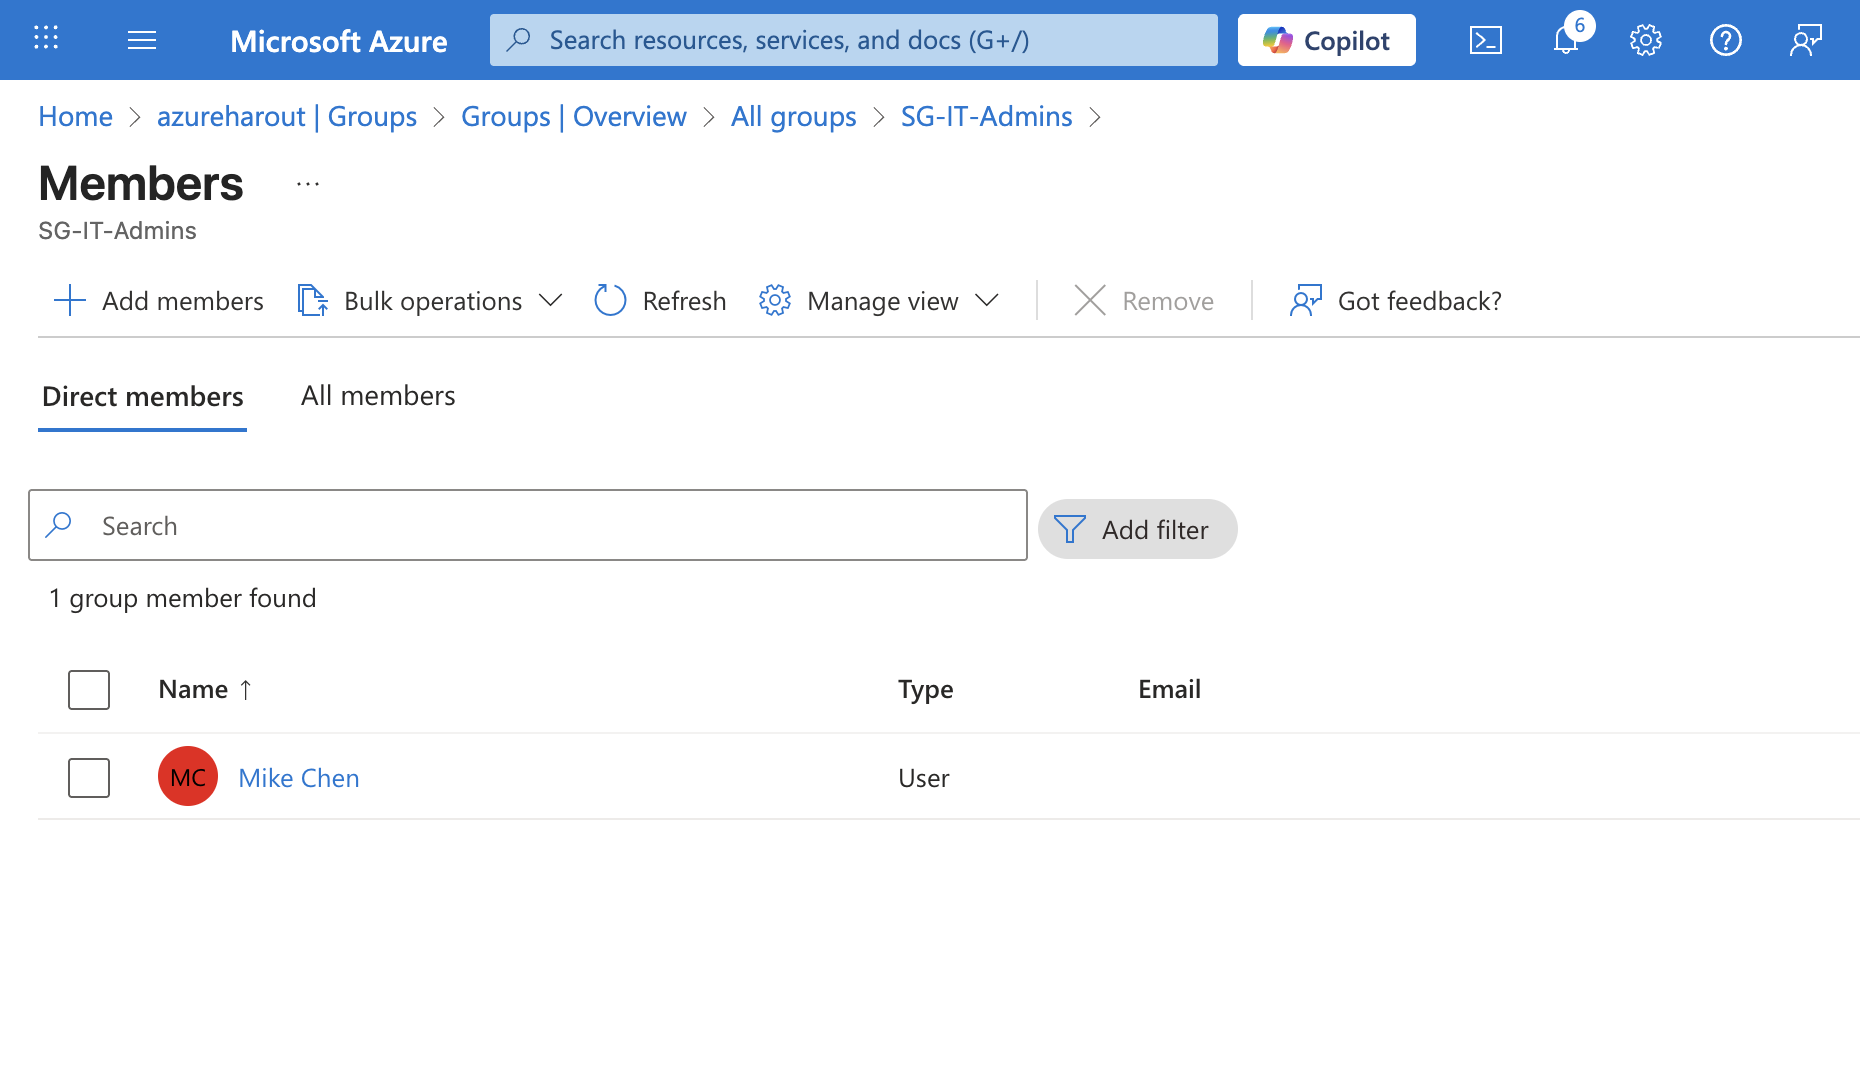 Microsoft Azure
Search resources, services, and docs (G+/)
Copilot
6
Home > azureharout | Groups > Groups | Overview > All groups > SG-IT-Admins >
Members ...
SG-IT-Admins
Add members
Bulk operations
Refresh
Manage view
Remove
Got feedback?
Direct members
All members
Search
Add filter
1 group member found
Name ↑
Type
Email
MC
Mike Chen
User